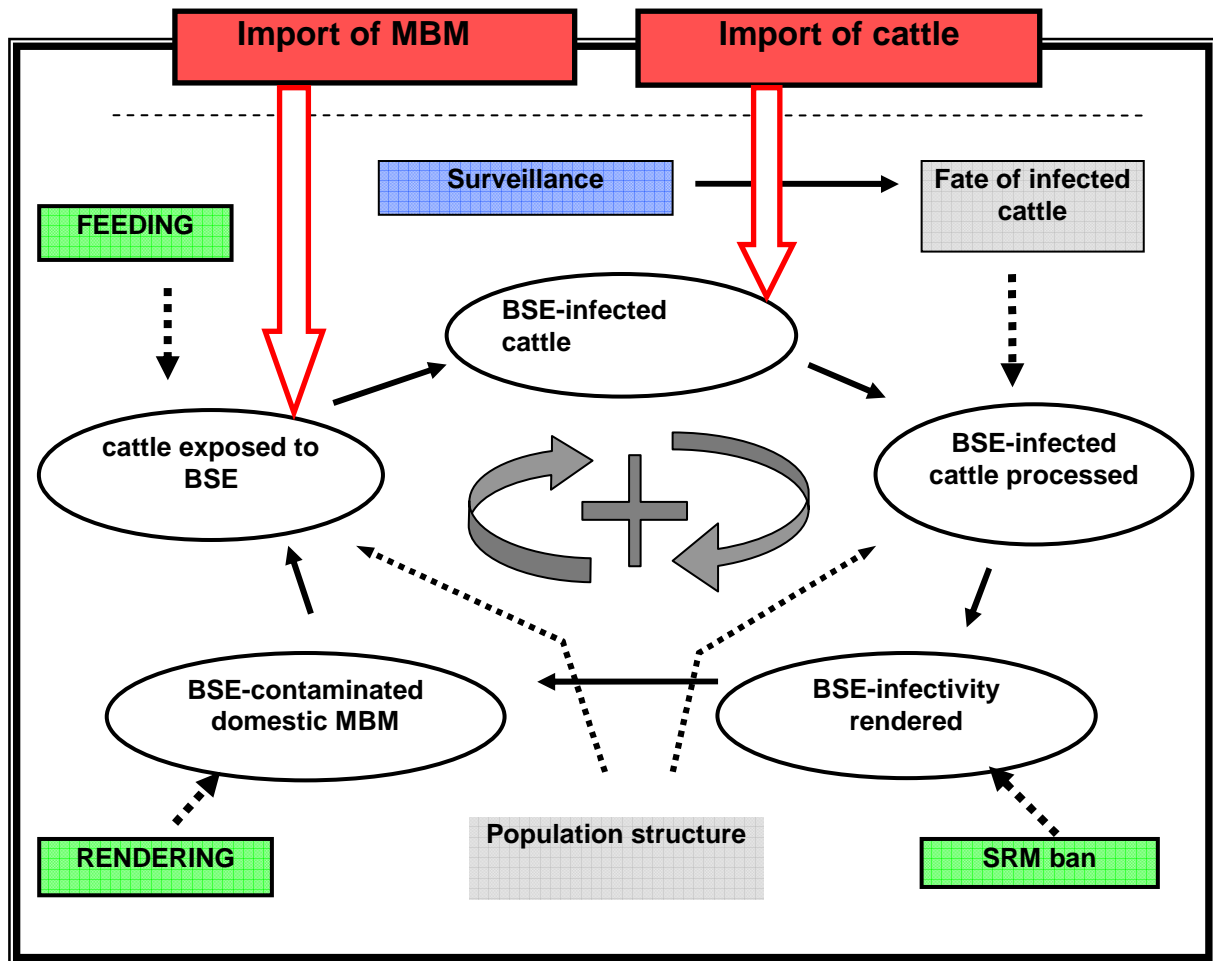 Import of MBM
Import of cattle
Surveillance
Fate of infected
cattle
FEEDING
BSE-infected
cattle
cattle exposed to
BSE
BSE-infected
cattle processed
BSE-contaminated
domestic MBM
BSE-infectivity
rendered
RENDERING
Population structure
SRM ban